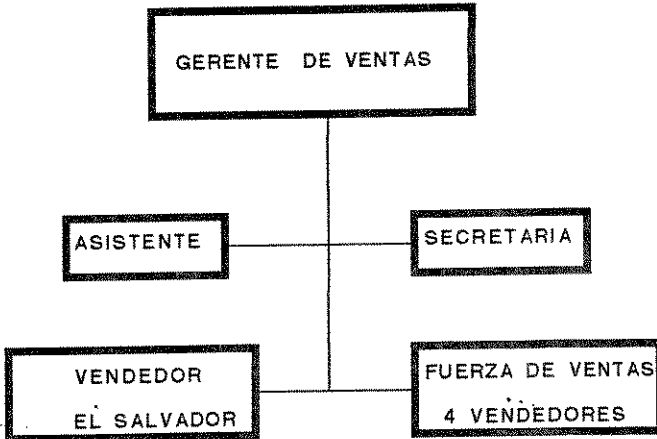 GERENTE DE VENTAS
ASISTENTE
SECRETARIA
VENDEDOR
EL SALVADOR
FUERZA DE VENTAS
4 VENDEDORES